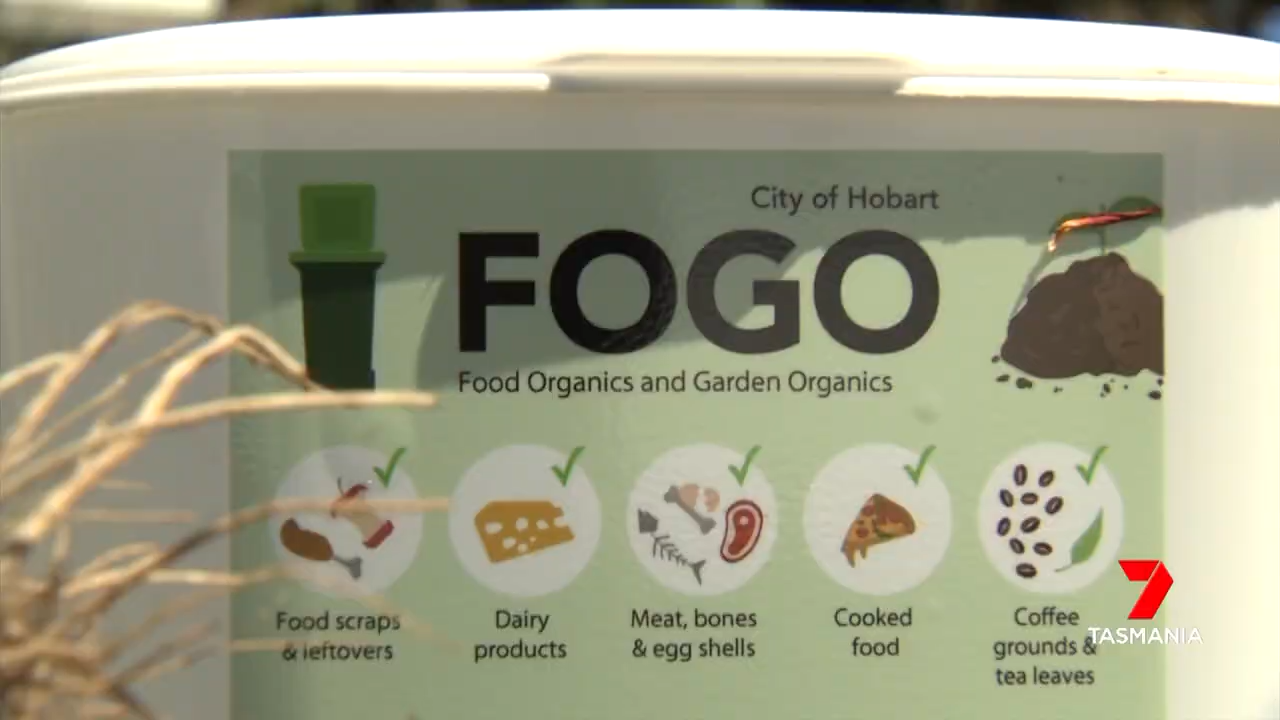 City of Hobart
FOGO
Food Organics and Garden Organics
Food scraps
& leftovers
Dairy
products
Meat, bones
& egg shells
Cooked
food
Coffee
grounds &
tea leaves
7
TASMANIA